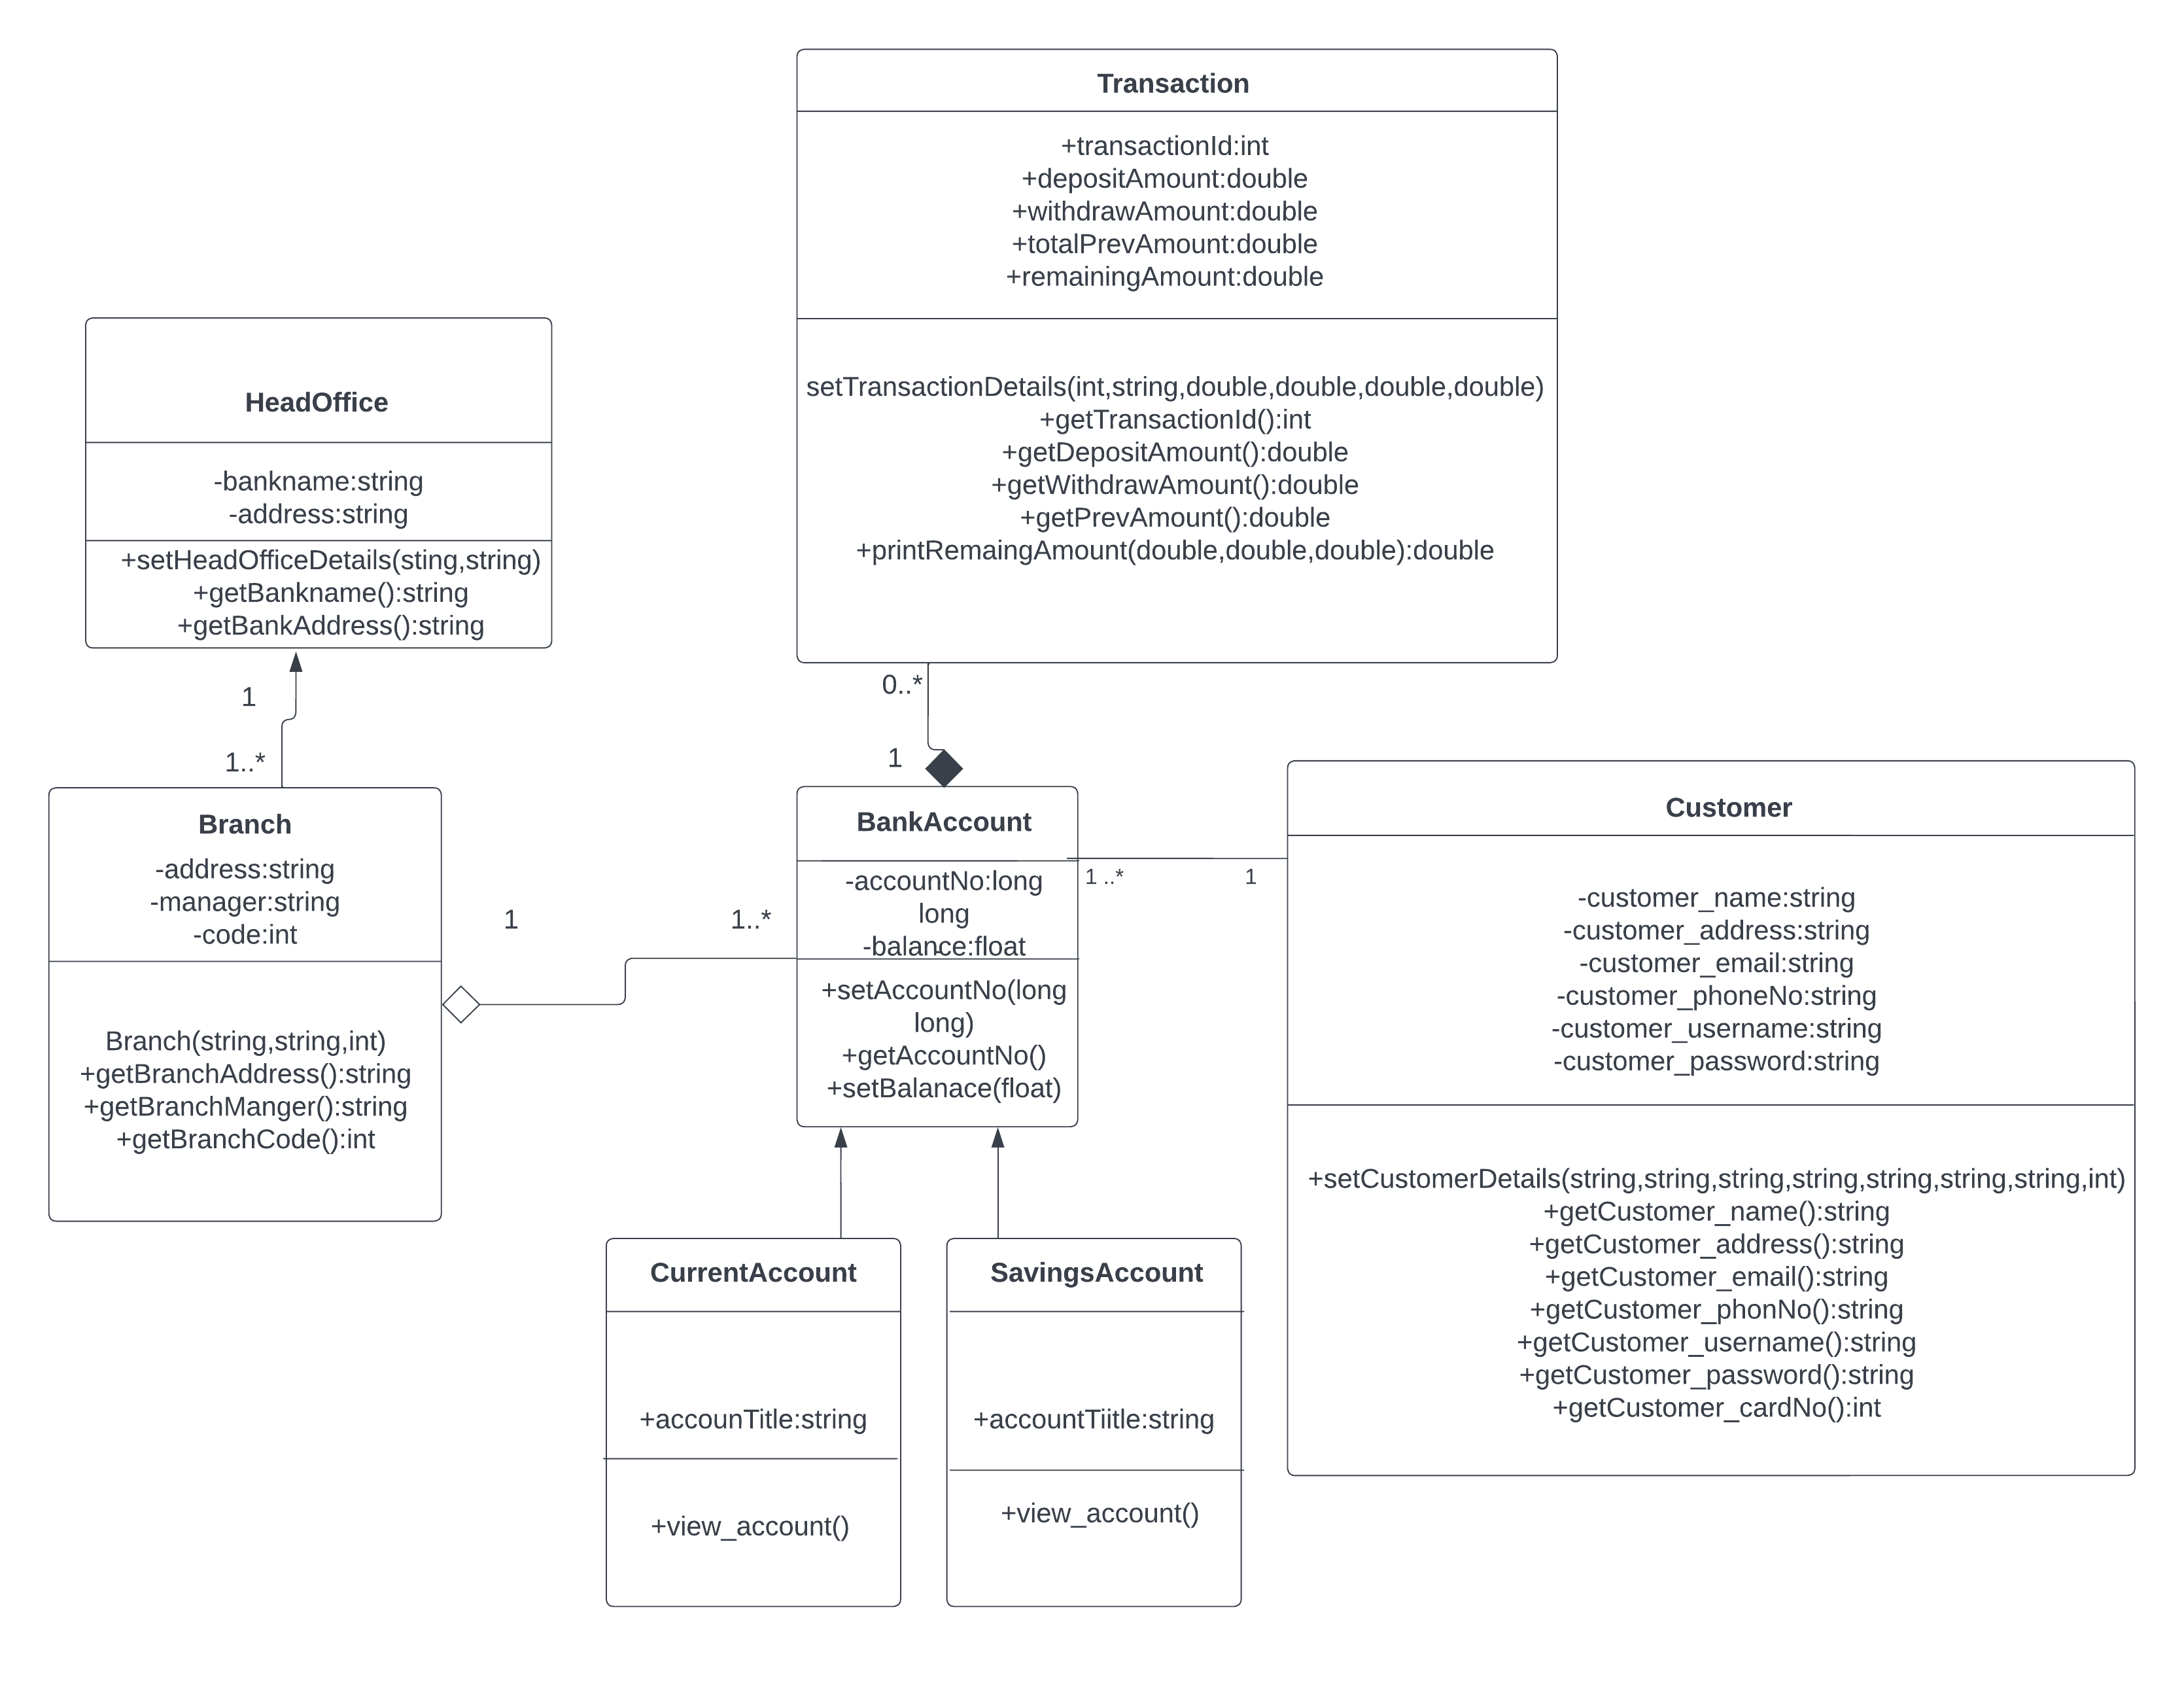 Transaction
+transactionId:int
+depositAmount:double
+withdrawAmount:double
+totalPrevAmount:double
+remainingAmount:double
setTransactionDetails(int,string,double,double,double,double)
+getTransactionId():int
+getDepositAmount():double
+getWithdrawAmount():double
+getPrevAmount():double
+printRemaingAmount(double,double,double):double
HeadOffice
-bankname:string
-address:string
+setHeadOfficeDetails(sting,string)
+getBankname():string
+getBankAddress():string
1
1..*
0..*
1
Branch
-address:string
-manager:string
-code:int
Branch(string,string,int)
+getBranchAddress():string
+getBranchManger():string
+getBranchCode():int
1
1..*
BankAccount
-accountNo:long
long
-balance:float
+setAccountNo(long
long)
+getAccountNo()
+setBalanace(float)
1 ..*
1
Customer
-customer_name:string
-customer_address:string
-customer_email:string
-customer_phoneNo:string
-customer_username:string
-customer_password:string
+setCustomerDetails(string,string,string,string,string,string,string,int)
+getCustomer_name():string
+getCustomer_address():string
+getCustomer_email():string
+getCustomer_phonNo():string
+getCustomer_username():string
+getCustomer_password():string
+getCustomer_cardNo():int
CurrentAccount
+accounTitle:string
+view_account()
SavingsAccount
+accountTiitle:string
+view_account()